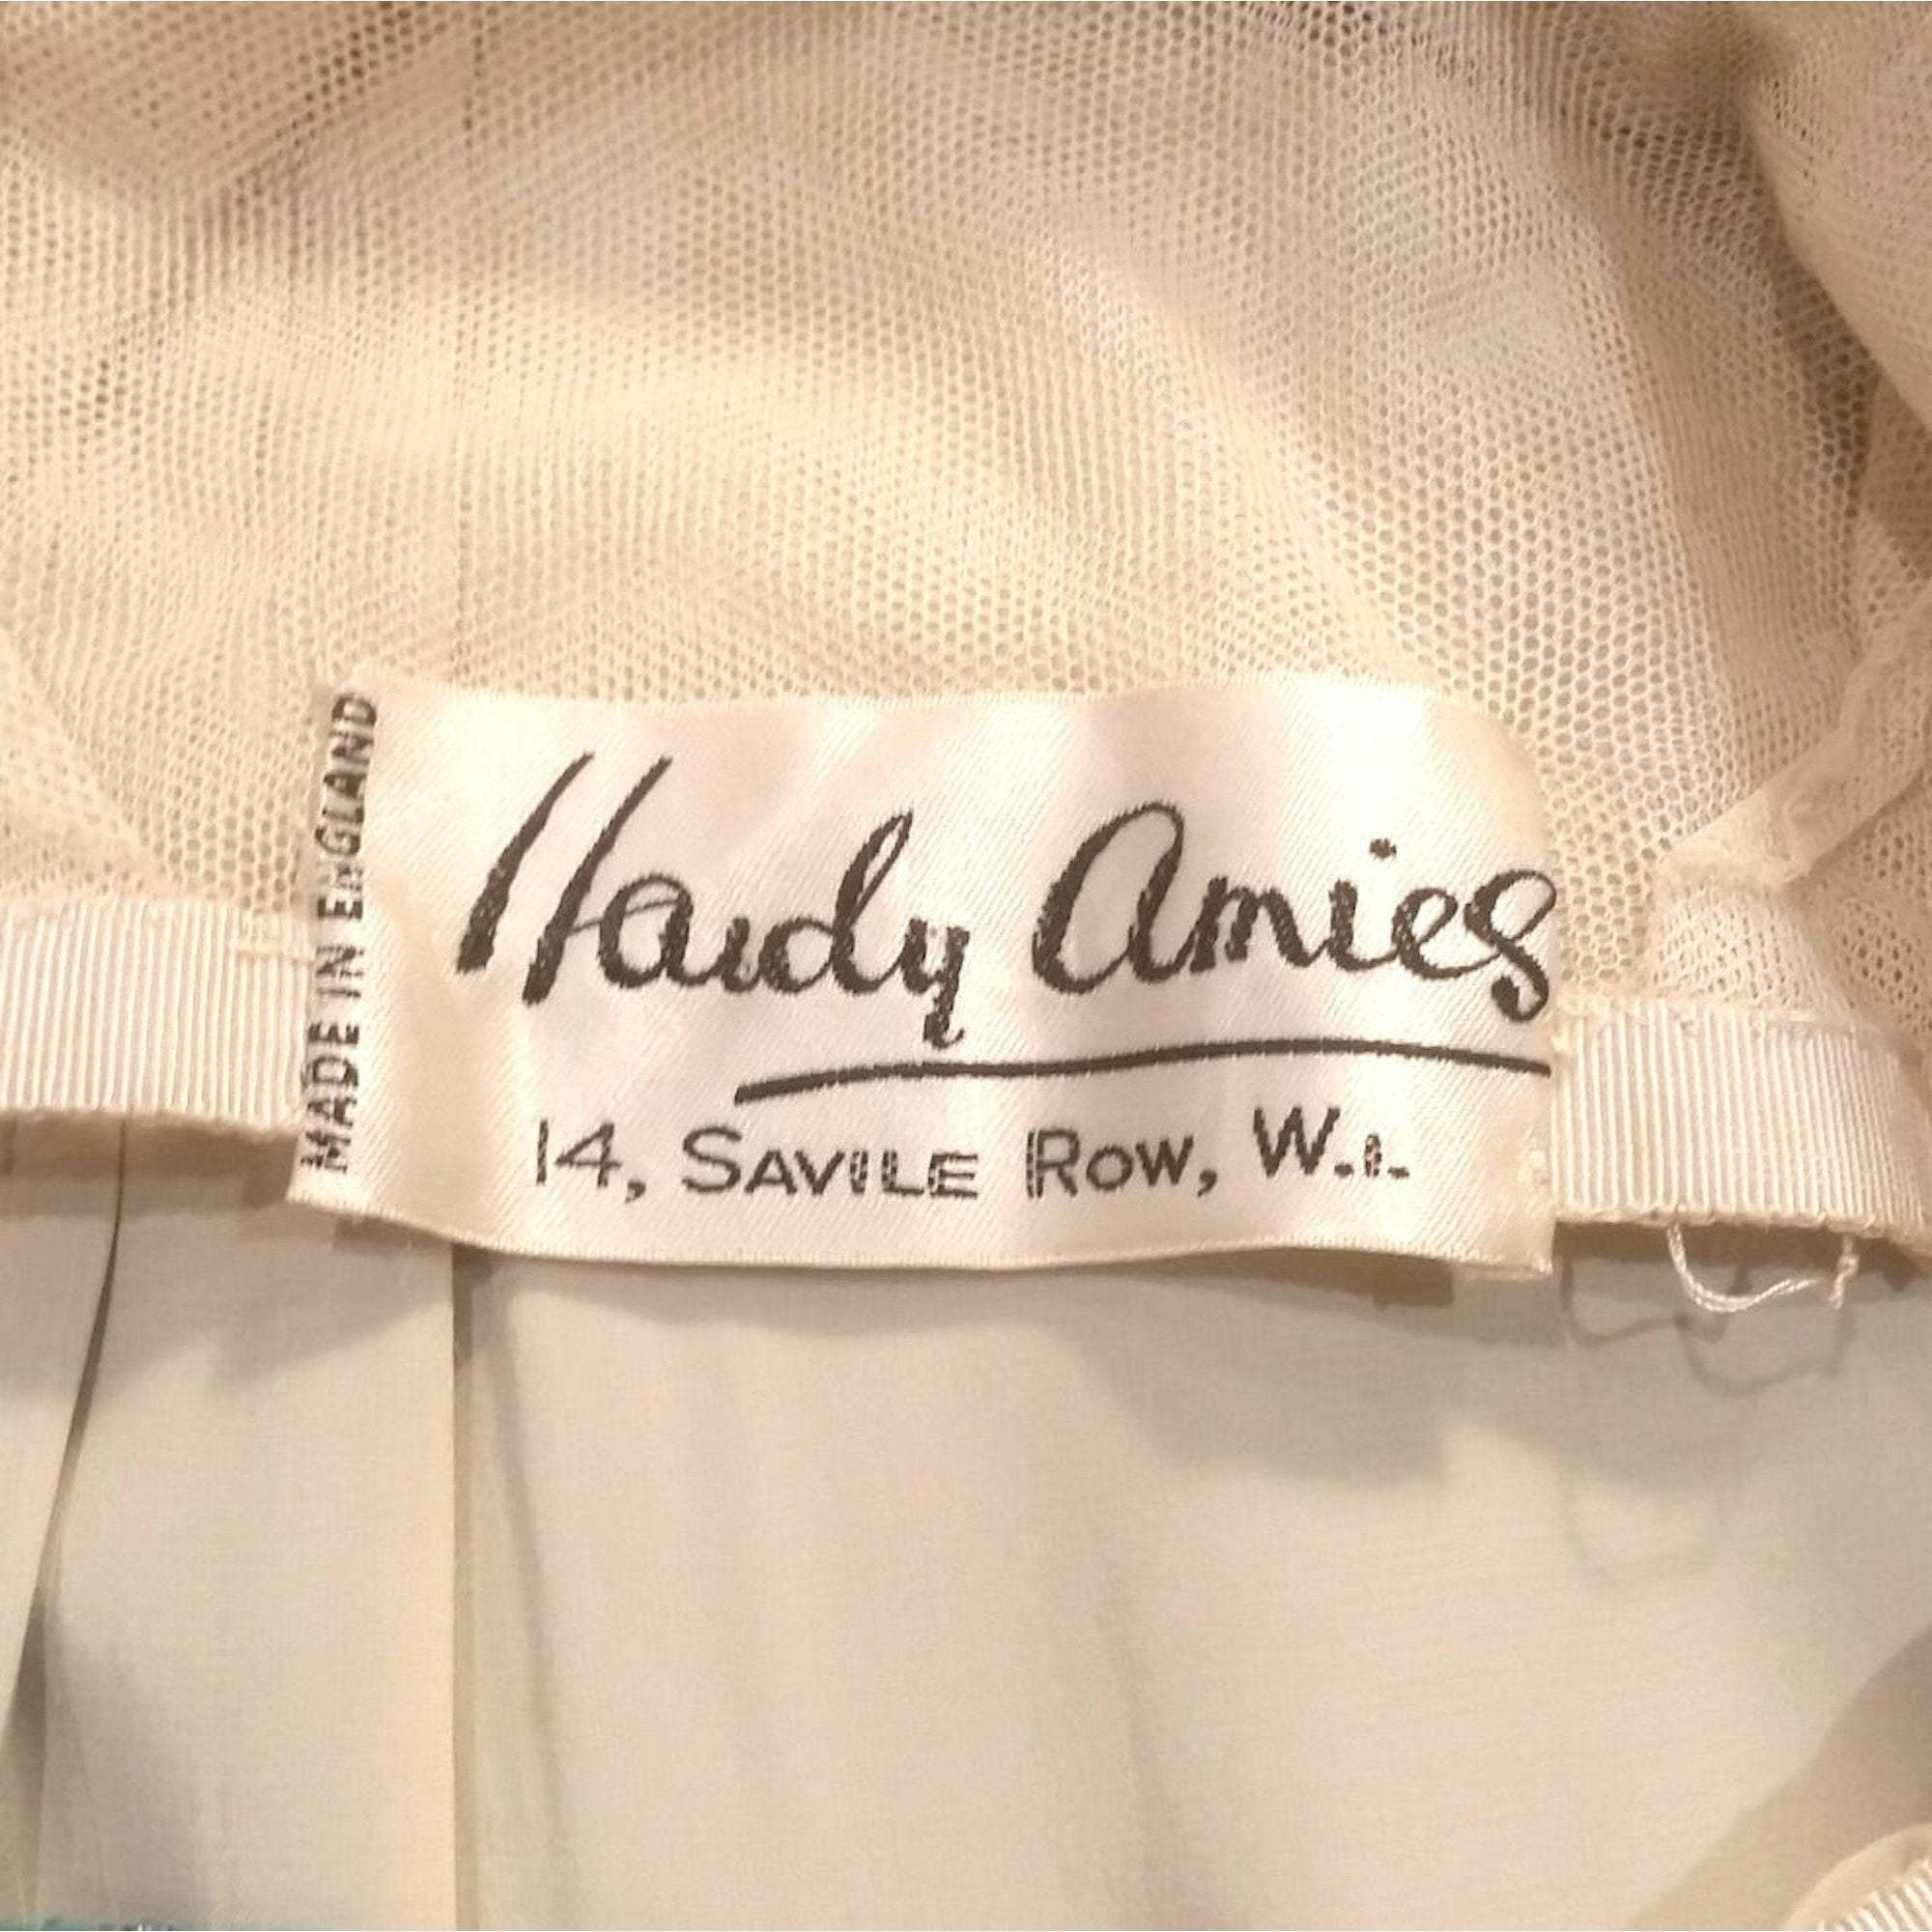 MADE IN ENGLAND
Hardy Amies
14, SAVILE ROW, W.1.